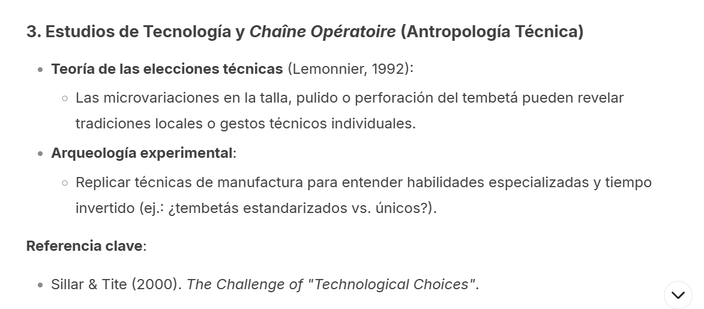 3. Estudios de Tecnología y Chaîne Opératoire (Antropología Técnica)
• Teoría de las elecciones técnicas (Lemonnier, 1992):
○ Las microvariaciones en la talla, pulido o perforación del tembetá pueden revelar
tradiciones locales o gestos técnicos individuales.
• Arqueología experimental:
○ Replicar técnicas de manufactura para entender habilidades especializadas y tiempo
invertido (ej.: ¿tembetás estandarizados vs. únicos?).
Referencia clave:
• Sillar & Tite (2000). The Challenge of "Technological Choices".